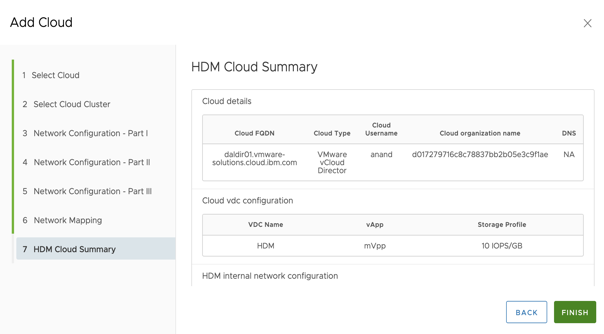 Add Cloud
1 Select Cloud
2 Select Cloud Cluster
3 Network Configuration - Part I
4 Network Configuration - Part II
5 Network Configuration - Part III
6 Network Mapping
7 HDM Cloud Summary
HDM Cloud Summary
Cloud details
Cloud FQDN
Cloud Type
Cloud
Username
Cloud organization name
DNS
daldir01.vmware-
solutions.cloud.ibm.com
VMware
vCloud
Director
anand
d017279716c8c78837bb2b05e3c9f1ae
NA
Cloud vdc configuration
VDC Name
vApp
Storage Profile
HDM
mVpp
10 IOPS/GB
HDM internal network configuration
BACK
FINISH